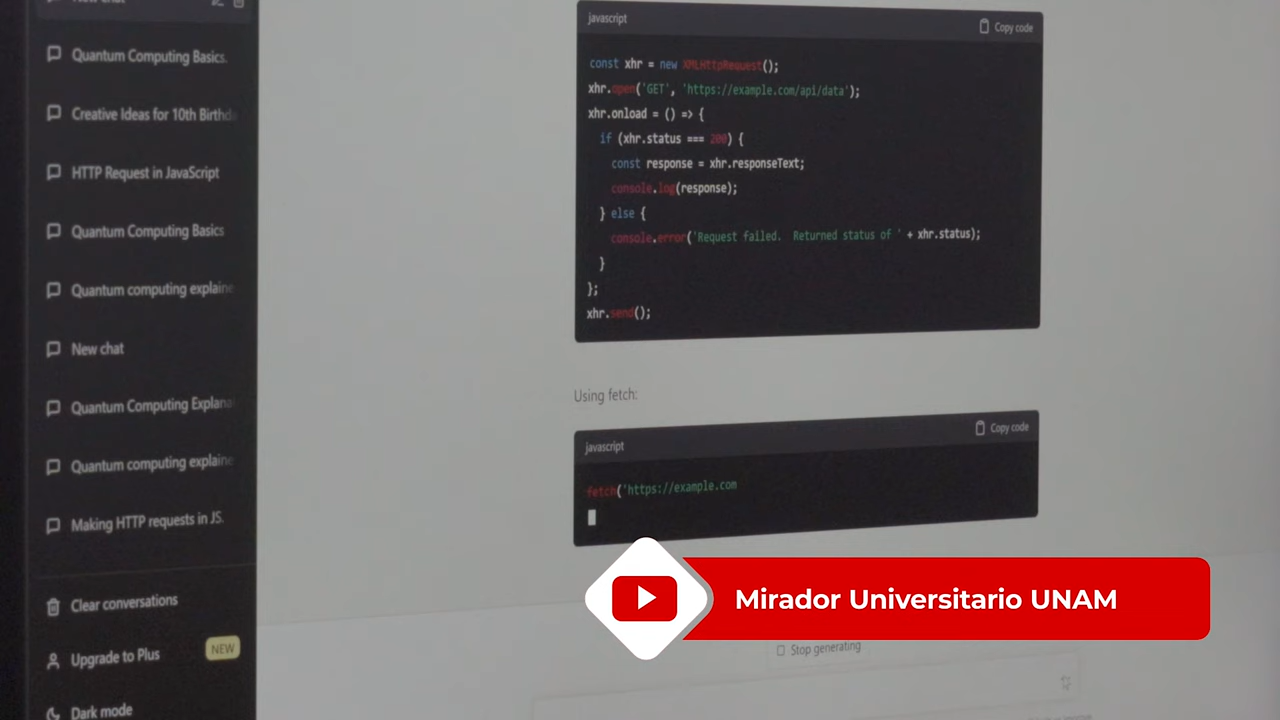 New chat
Quantum Computing Basics.
Creative Ideas for 10th Birthd
HTTP Request in JavaScript
Quantum Computing Basics
Quantum computing explaine
New chat
Quantum Computing Explana
Quantum computing explaine
Making HTTP requests in JS.
Clear conversations
Upgrade to Plus
NEW
Dark mode
javascript
Copy code
const xhr = new XMLHttpRequest();
xhr.open('GET', 'https://example.com/api/data');
xhr.onload = () => {
if (xhr.status === 200) {
const response = xhr.responseText;
console.log(response);
} else {
console.error('Request failed.  Returned status of ' + xhr.status);
}
};
xhr.send();
Using fetch:
javascript
Copy code
fetch('https://example.com
Mirador Universitario UNAM
Stop generating